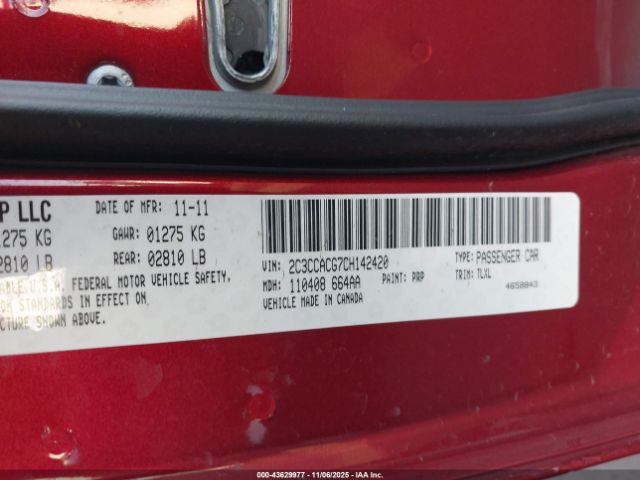 P LLC DATE OF MFR: 11-11
1275 KG GAWR: 01275 KG
2810 LB REAR: 02810 LB
ABLE U.S.A. FEDERAL MOTOR VEHICLE SAFETY,
STANDARDS IN EFFECT ON
CTURE SHOWN ABOVE.
VIN: 2C3CCACG7CH142420 TYPE: PASSENGER CAR
MDH: 110408 664AA PAINT: PRP TRIM: TLXL
VEHICLE MADE IN CANADA 4658843
00-43629977 - 11/06/2025 - IAA